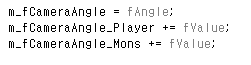 m_fCameraAngle = fAngle;
m_fCameraAngle_Player += fValue;
m_fCameraAngle_Mons += fValue;